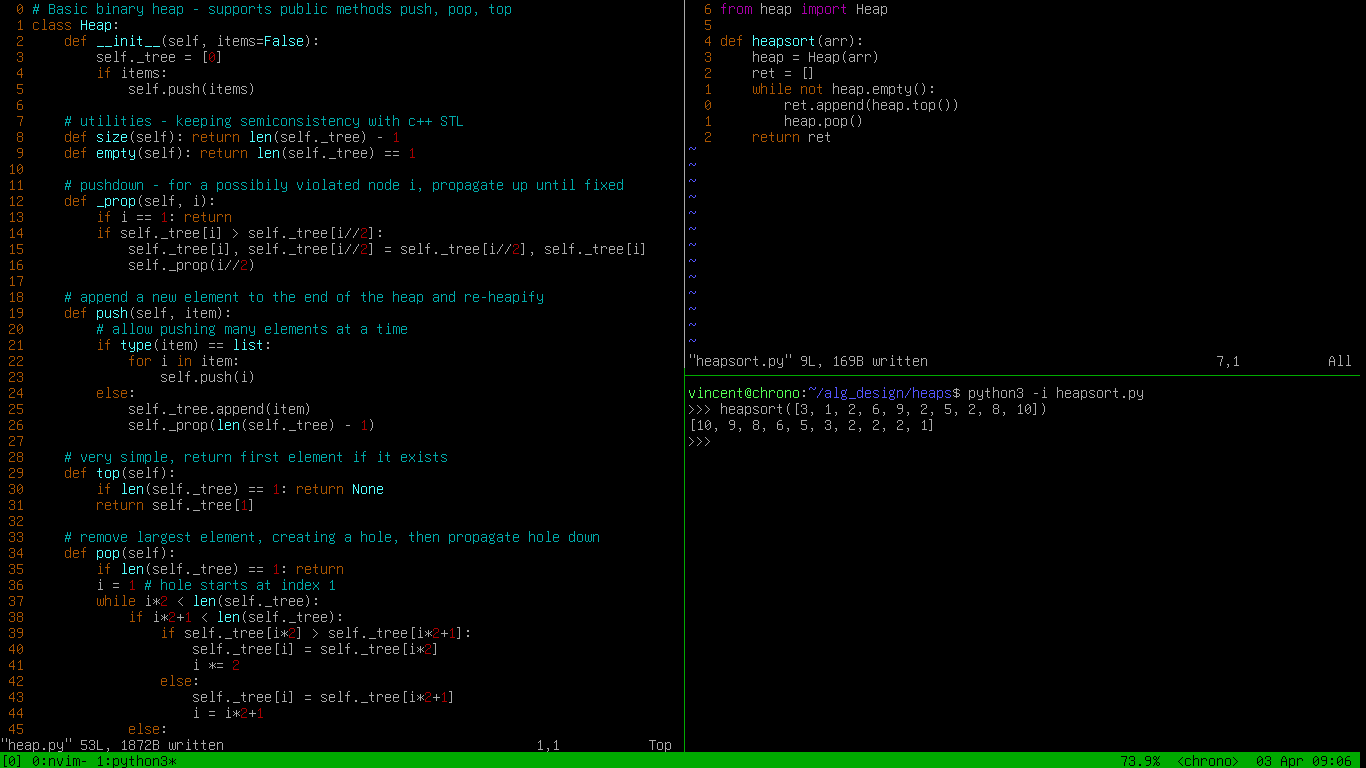 0 # Basic binary heap - supports public methods push, pop, top
1 class Heap:
2     def __init__(self, items=False):
3         self._tree = [0]
4         if items:
5             self.push(items)
6
7     # utilities - keeping semiconsistency with c++ STL
8     def size(self): return len(self._tree) - 1
9     def empty(self): return len(self._tree) == 1
10
11     # pushdown - for a possibily violated node i, propagate up until fixed
12     def _prop(self, i):
13         if i == 1: return
14         if self._tree[i] > self._tree[i//2]:
15             self._tree[i], self._tree[i//2] = self._tree[i//2], self._tree[i]
16             self._prop(i//2)
17
18     # append a new element to the end of the heap and re-heapify
19     def push(self, item):
20         # allow pushing many elements at a time
21         if type(item) == list:
22             for i in item:
23                 self.push(i)
24         else:
25             self._tree.append(item)
26             self._prop(len(self._tree) - 1)
27
28     # very simple, return first element if it exists
29     def top(self):
30         if len(self._tree) == 1: return None
31         return self._tree[1]
32
33     # remove largest element, creating a hole, then propagate hole down
34     def pop(self):
35         if len(self._tree) == 1: return
36         i = 1 # hole starts at index 1
37         while i*2 < len(self._tree):
38             if i*2+1 < len(self._tree):
39                 if self._tree[i*2] > self._tree[i*2+1]:
40                     self._tree[i] = self._tree[i*2]
41                     i *= 2
42                 else:
43                     self._tree[i] = self._tree[i*2+1]
44                     i = i*2+1
45             else:
"heap.py" 53L, 1872B written 1,1 Top
6 from heap import Heap
5
4 def heapsort(arr):
3     heap = Heap(arr)
2     ret = []
1     while not heap.empty():
0         ret.append(heap.top())
1         heap.pop()
2     return ret
~
~
~
~
~
~
~
~
~
~
~
~
~
"heapsort.py" 9L, 169B written 7,1 All
vincent@chrono:~/alg_design/heaps$ python3 -i heapsort.py
>>> heapsort([3, 1, 2, 6, 9, 2, 5, 2, 8, 10])
[10, 9, 8, 6, 5, 3, 2, 2, 2, 1]
>>>
[0] 0:nvim- 1:python3* 73.9% <chrono> 03 Apr 09:06